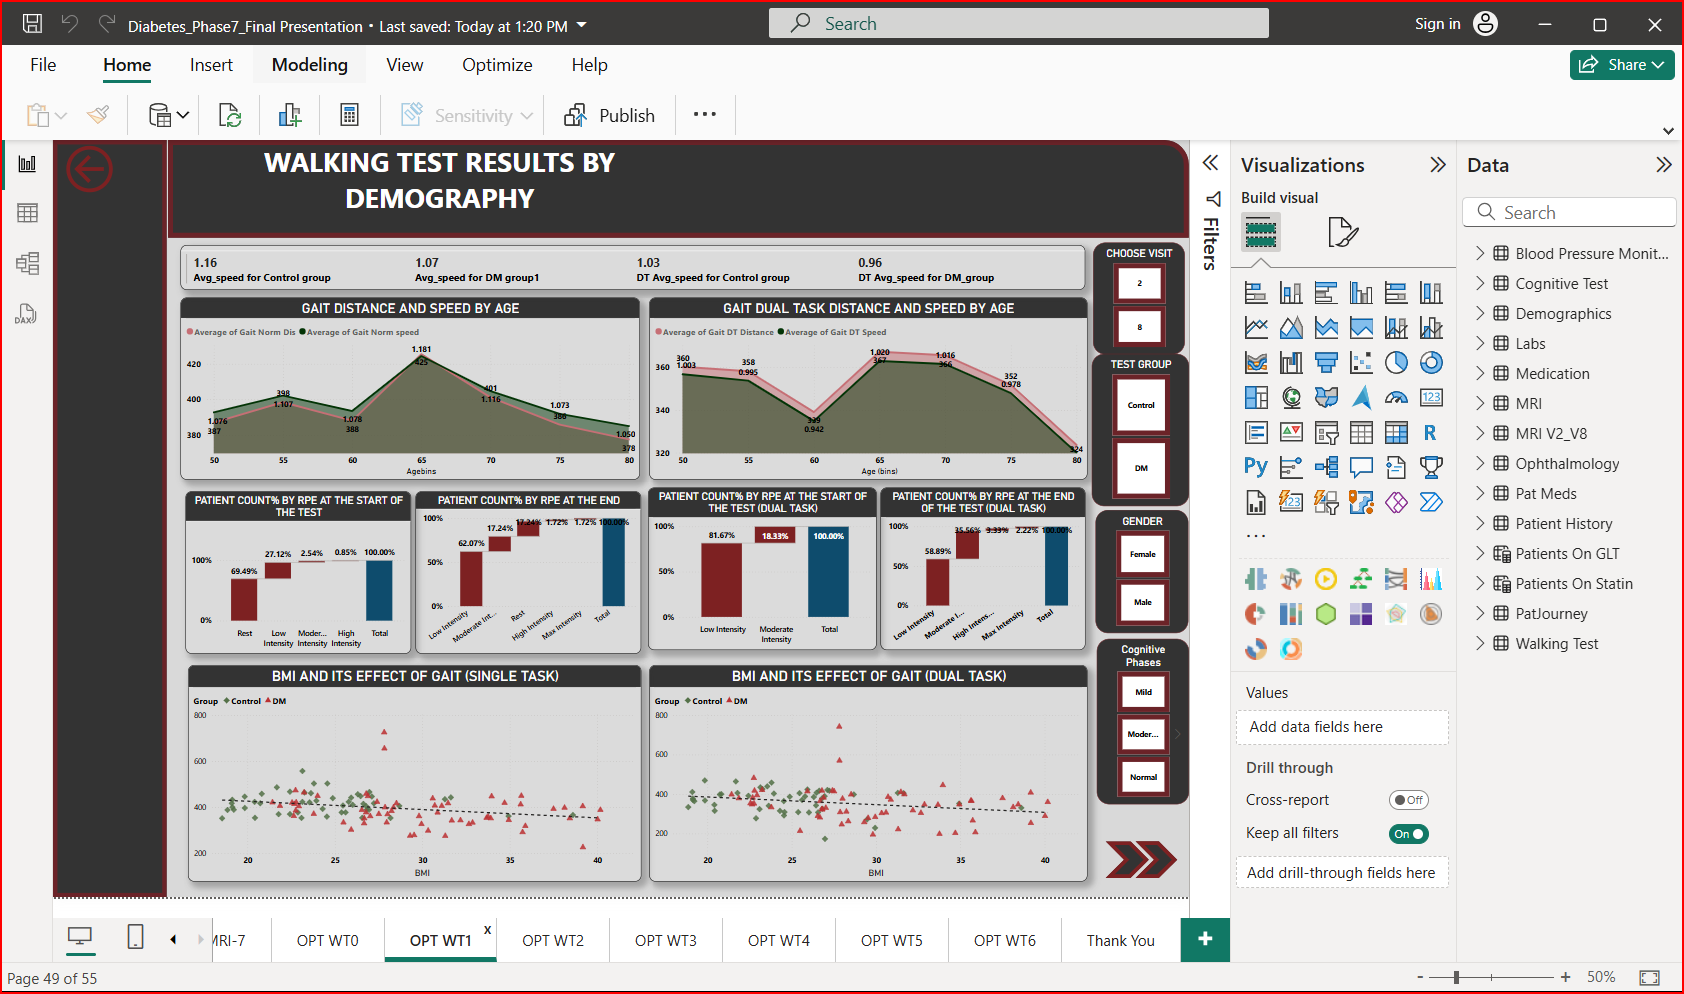 Diabetes_Phase7_Final Presentation • Last saved: Today at 1:20 PM
Search
Sign in
File
Home
Insert
Modeling
View
Optimize
Help
Share
Sensitivity
Publish
WALKING TEST RESULTS BY
DEMOGRAPHY
1.16
Avg_speed for Control group
1.07
Avg_speed for DM group1
1.03
DT Avg_speed for Control group
0.96
DT Avg_speed for DM_group
GAIT DISTANCE AND SPEED BY AGE
Average of Gait Norm Dis
Average of Gait Norm speed
420
400
380
1.076
387
398
1.107
1.078
388
1.181
425
401
1.116
1.073
386
1.050
378
50 55 60 65 70 75 80
Agebins
GAIT DUAL TASK DISTANCE AND SPEED BY AGE
Average of Gait DT Distance
Average of Gait DT Speed
360
340
320
360
1.003
358
0.995
339
0.942
1.020
367
1.016
366
352
0.978
324
50 55 60 65 70 75 80
Age (bins)
PATIENT COUNT% BY RPE AT THE START OF
THE TEST
100%
0%
69.49%
27.12%
2.54%
0.85%
100.00%
Rest
Low
Intensity
Moder...
Intensity
High
Intensity
Total
PATIENT COUNT% BY RPE AT THE END
100%
50%
0%
62.07%
17.24%
17.24%
1.72%
1.72%
100.00%
Low Intensity
Moderate Int...
Rest
High Intensity
Max Intensity
Total
PATIENT COUNT% BY RPE AT THE START OF
THE TEST (DUAL TASK)
100%
50%
0%
81.67%
18.33%
100.00%
Low Intensity
Moderate
Intensity
Total
PATIENT COUNT% BY RPE AT THE END
OF THE TEST (DUAL TASK)
100%
50%
0%
58.89%
35.56%
3.33%
2.22%
100.00%
Low Intensity
Moderate I...
High Intens...
Max Intensity
Total
BMI AND ITS EFFECT OF GAIT (SINGLE TASK)
Group Control DM
800
600
400
200
20 25 30 35 40
BMI
BMI AND ITS EFFECT OF GAIT (DUAL TASK)
Group Control DM
800
600
400
200
20 25 30 35 40
BMI
CHOOSE VISIT
2
8
TEST GROUP
Control
DM
GENDER
Female
Male
Cognitive
Phases
Mild
Moder...
Normal
Filters
Visualizations
Build visual
123
R
Py
123
...
Values
Add data fields here
Drill through
Cross-report
Off
Keep all filters
On
Add drill-through fields here
Data
Search
Blood Pressure Monit...
Cognitive Test
Demographics
Labs
Medication
MRI
MRI V2_V8
Ophthalmology
Pat Meds
Patient History
Patients On GLT
Patients On Statin
PatJourney
Walking Test
DAX
MRI-7
OPT WT0
OPT WT1
x
OPT WT2
OPT WT3
OPT WT4
OPT WT5
OPT WT6
Thank You
+
Page 49 of 55
- + 50%